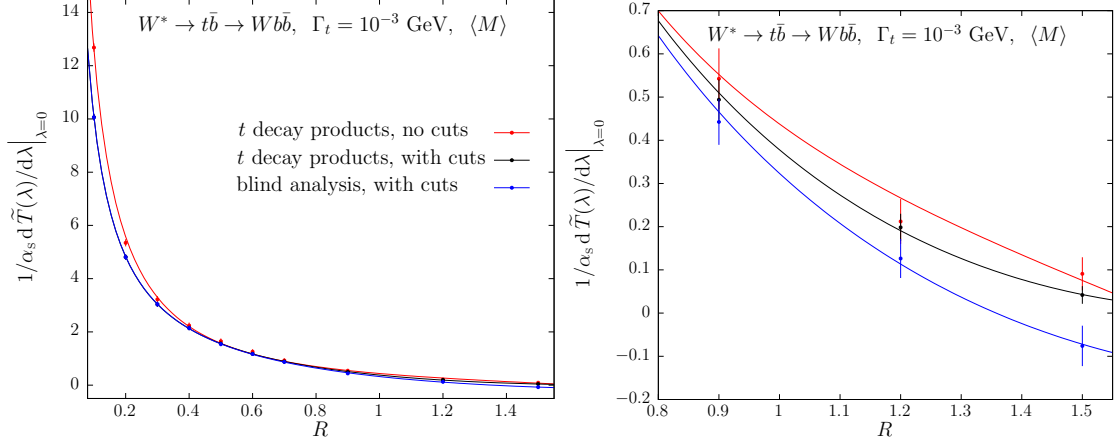 W* → tb̄ → Wbb̄, Γt = 10⁻³ GeV, ⟨M⟩
1/αs d T̃(λ)/dλ|λ=0
14
12
10
8
6
4
2
0
t decay products, no cuts
t decay products, with cuts
blind analysis, with cuts
0.2 0.4 0.6 0.8 1 1.2 1.4
R
W* → tb̄ → Wbb̄, Γt = 10⁻³ GeV, ⟨M⟩
1/αs d T̃(λ)/dλ|λ=0
0.7
0.6
0.5
0.4
0.3
0.2
0.1
0
−0.1
−0.2
0.8 0.9 1 1.1 1.2 1.3 1.4 1.5
R